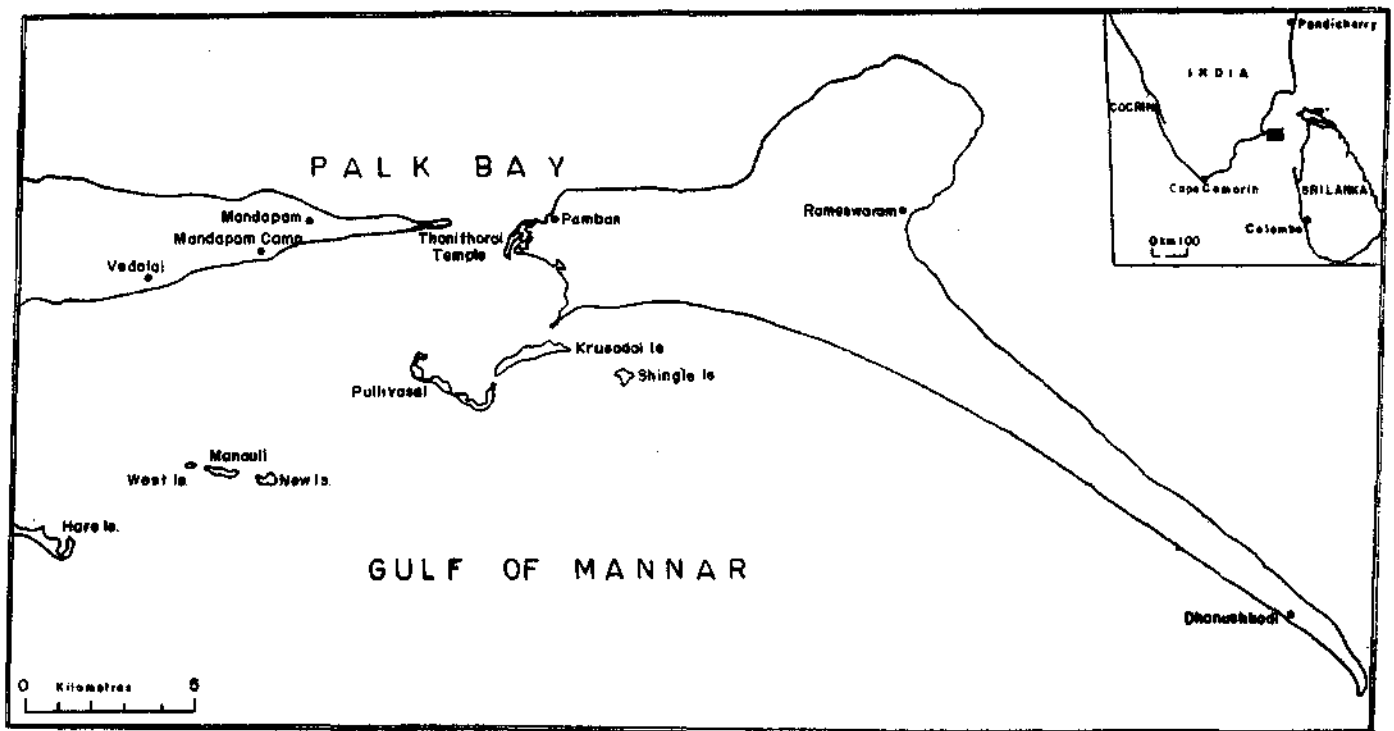 Pondicherry
INDIA
COCHIN
Cape Comorin
SRI LANKA
Colombo
0 km 100
PALK BAY
Mandapam
Mandapam Camp
Vedalai
Thonithorai
Temple
Pamban
Rameswaram
Krusadai Is
Shingle Is
Pullivasal
Manauli
West Is.
New Is.
Hare Is.
GULF OF MANNAR
Dhanushkodi
0 Kilometres 5